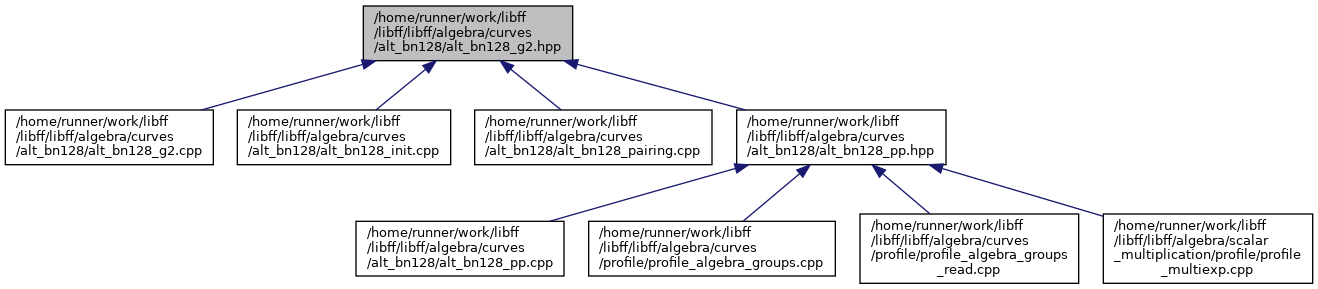 /home/runner/work/libff
/libff/libff/algebra/curves
/alt_bn128/alt_bn128_g2.hpp
/home/runner/work/libff
/libff/libff/algebra/curves
/alt_bn128/alt_bn128_g2.cpp
/home/runner/work/libff
/libff/libff/algebra/curves
/alt_bn128/alt_bn128_init.cpp
/home/runner/work/libff
/libff/libff/algebra/curves
/alt_bn128/alt_bn128_pairing.cpp
/home/runner/work/libff
/libff/libff/algebra/curves
/alt_bn128/alt_bn128_pp.hpp
/home/runner/work/libff
/libff/libff/algebra/curves
/alt_bn128/alt_bn128_pp.cpp
/home/runner/work/libff
/libff/libff/algebra/curves
/profile/profile_algebra_groups.cpp
/home/runner/work/libff
/libff/libff/algebra/curves
/profile/profile_algebra_groups
_read.cpp
/home/runner/work/libff
/libff/libff/algebra/scalar
_multiplication/profile/profile
_multiexp.cpp